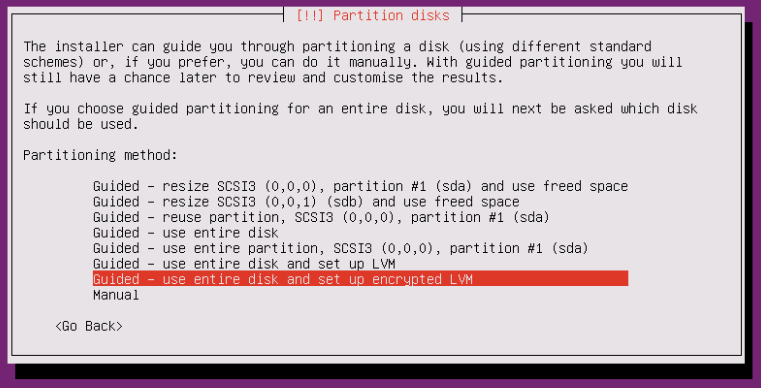 [!!] Partition disks
The installer can guide you through partitioning a disk (using different standard
schemes) or, if you prefer, you can do it manually. With guided partitioning you will
still have a chance later to review and customise the results.
If you choose guided partitioning for an entire disk, you will next be asked which disk
should be used.
Partitioning method:
Guided - resize SCSI3 (0,0,0), partition #1 (sda) and use freed space
Guided - resize SCSI3 (0,0,1) (sdb) and use freed space
Guided - reuse partition, SCSI3 (0,0,0), partition #1 (sda)
Guided - use entire disk
Guided - use entire partition, SCSI3 (0,0,0), partition #1 (sda)
Guided - use entire disk and set up LVM
Guided - use entire disk and set up encrypted LVM
Manual
<Go Back>